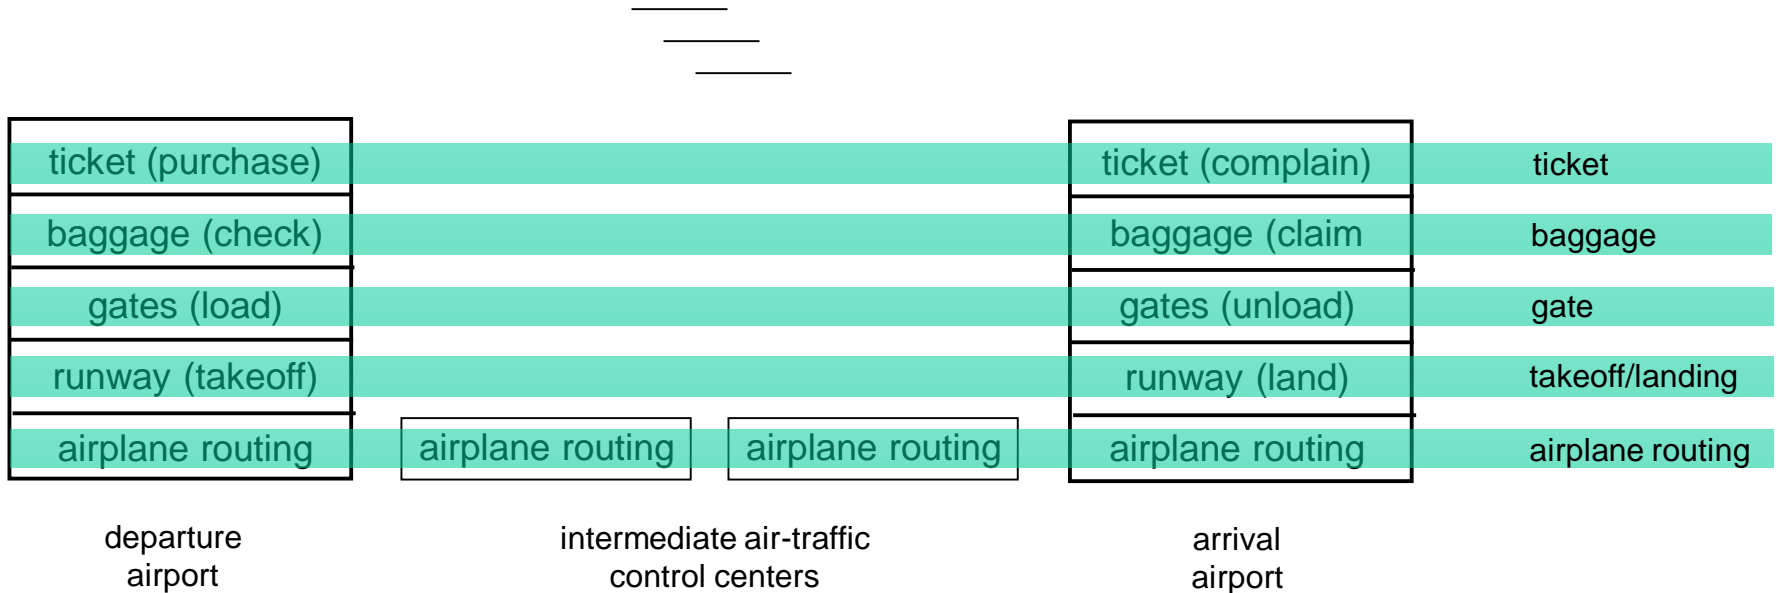 ticket (purchase) ticket (complain) ticket
baggage (check) baggage (claim baggage
gates (load) gates (unload) gate
runway (takeoff) runway (land) takeoff/landing
airplane routing airplane routing airplane routing airplane routing airplane routing
departure intermediate air-traffic arrival
airport control centers airport